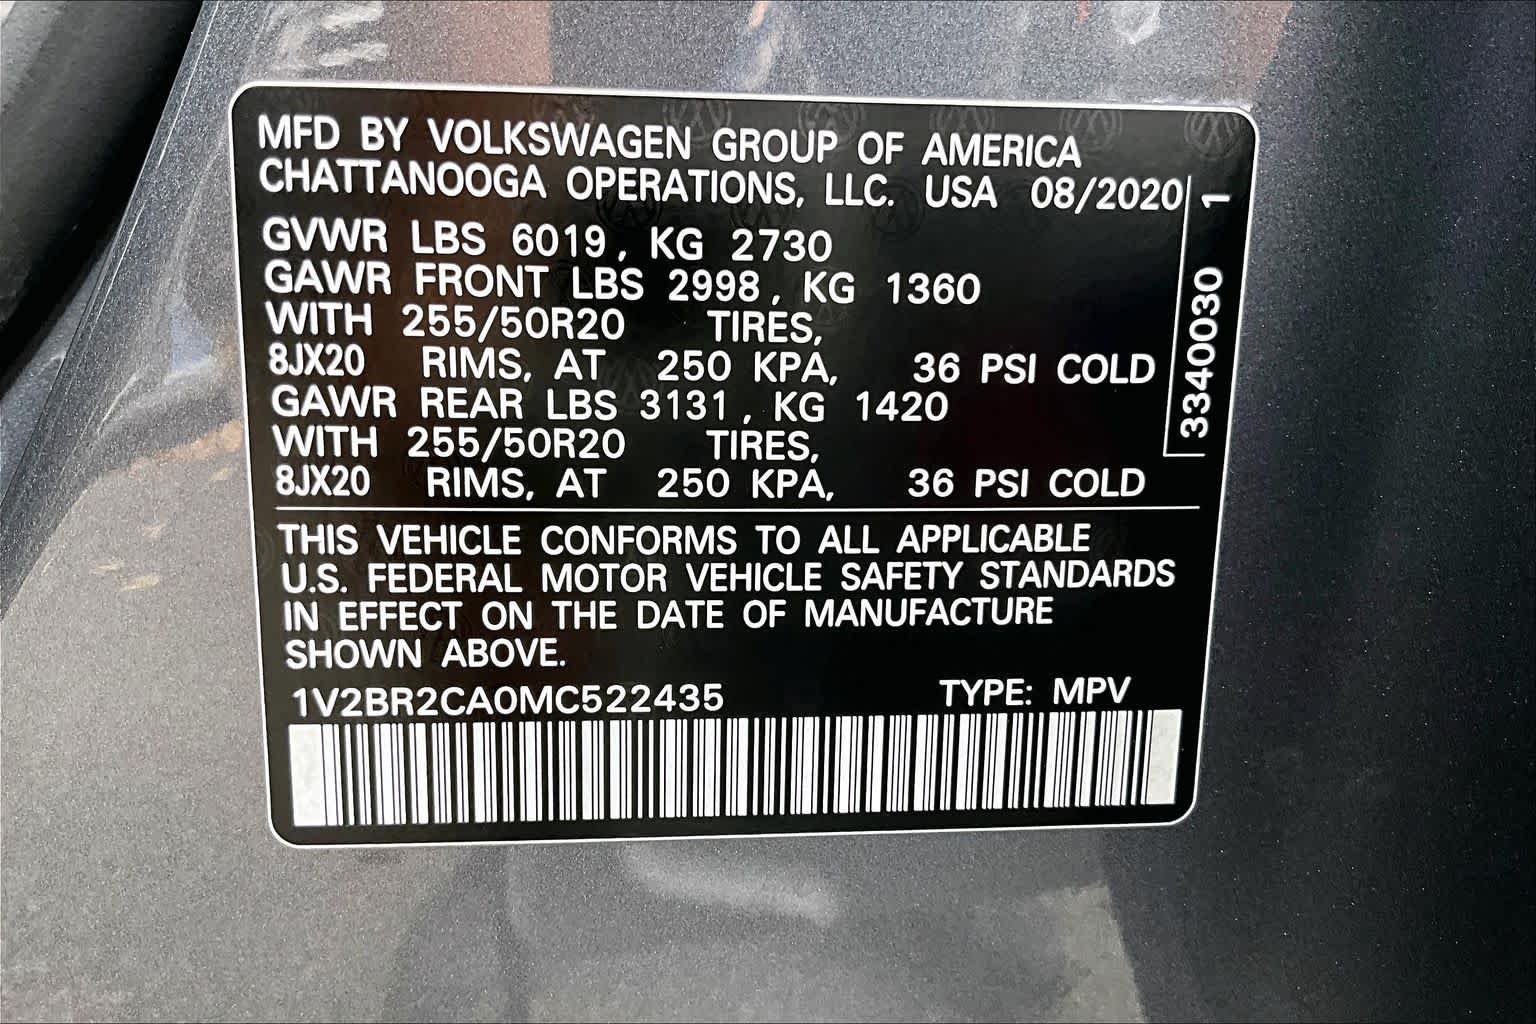 MFD BY VOLKSWAGEN GROUP OF AMERICA
CHATTANOOGA OPERATIONS, LLC. USA 08/2020
GVWR LBS 6019, KG 2730
GAWR FRONT LBS 2998, KG 1360
WITH 255/50R20 TIRES,
8JX20 RIMS, AT 250 KPA, 36 PSI COLD
GAWR REAR LBS 3131, KG 1420
WITH 255/50R20 TIRES,
8JX20 RIMS, AT 250 KPA, 36 PSI COLD
3340030 1
THIS VEHICLE CONFORMS TO ALL APPLICABLE
U.S. FEDERAL MOTOR VEHICLE SAFETY STANDARDS
IN EFFECT ON THE DATE OF MANUFACTURE
SHOWN ABOVE.
1V2BR2CA0MC522435 TYPE: MPV